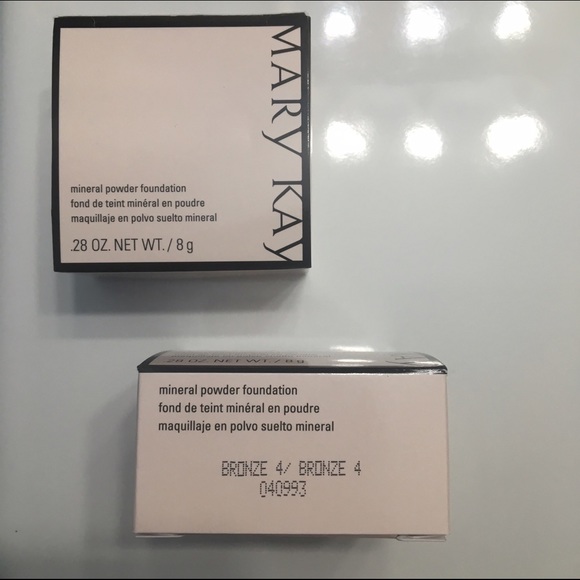 MARY KAY
mineral powder foundation
fond de teint minéral en poudre
maquillaje en polvo suelto mineral
.28 OZ. NET WT. / 8 g
.28 OZ. NET WT. / 8 g
mineral powder foundation
fond de teint minéral en poudre
maquillaje en polvo suelto mineral
BRONZE 4/ BRONZE 4
040993